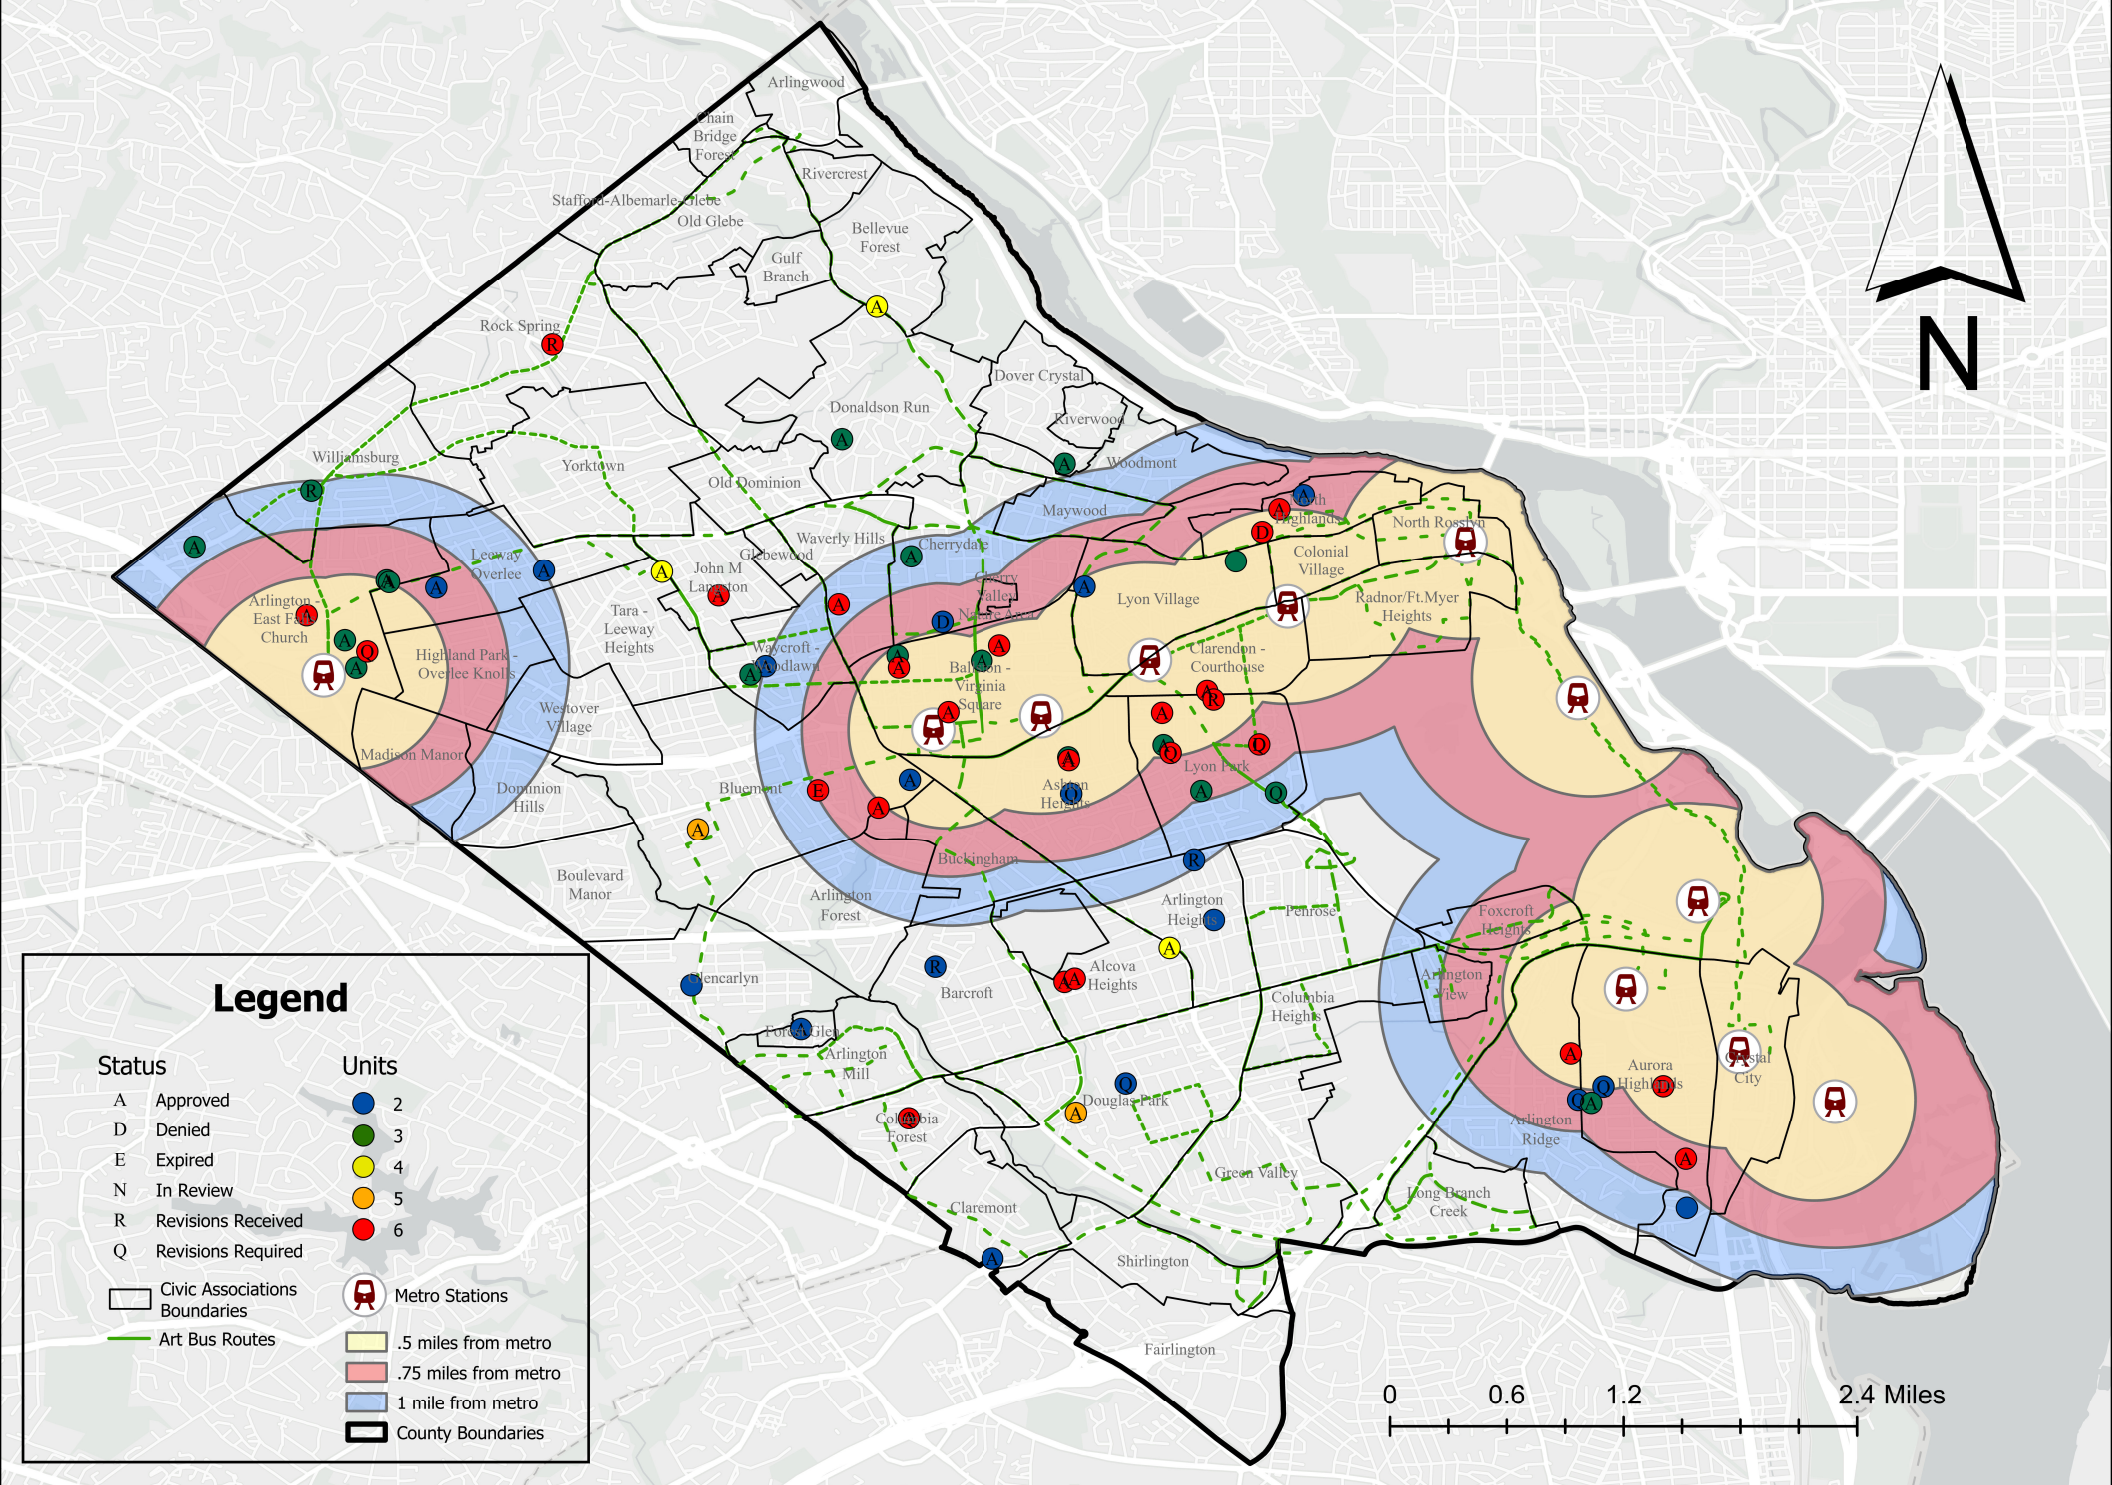 Arlingwood
Chain
Bridge
Forest
Rivercrest
Stafford-Albemarle-Glebe
Old Glebe
Bellevue
Forest
Gulf
Branch
A
Rock Spring
R
Dover Crystal
Donaldson Run
Riverwood
A
Williamsburg
Yorktown
Old Dominion
A
Woodmont
R
Maywood
A
North
Highlands
A
D
North Rosslyn
A
Leeway
Overlee
A
A
A
A
John M
Langston
A
Glebewood
Waverly Hills
Cherrydale
A
Cherry
Valley
Nature Area
A
Lyon Village
Colonial
Village
Radnor/Ft.Myer
Heights
Arlington -
East Falls
Church
A
A
Q
A
Highland Park -
Overlee Knolls
Tara -
Leeway
Heights
A
D
Waycroft -
Woodlawn
A
A
A
A
A
A
Ballston -
Virginia
Square
A
Clarendon -
Courthouse
A
R
A
Westover
Village
Madison Manor
Dominion
Hills
Bluemont
E
A
A
A
A
Q
Ashton
Heights
A
Q
Q
Lyon Park
A
Q
Boulevard
Manor
Arlington
Forest
Buckingham
R
Arlington
Heights
Penrose
Foxcroft
Heights
A
R
Barcroft
A
A
Alcova
Heights
Glencarlyn
Arlington
View
Columbia
Heights
Forest Glen
A
Arlington
Mill
Columbia
Forest
A
Q
Douglas Park
A
A
Aurora
Highlands
D
Q
Q
A
Crystal
City
Arlington
Ridge
A
Green Valley
Long Branch
Creek
Claremont
A
Shirlington
Fairlington
N
Legend
Status
Units
A Approved
2
D Denied
3
E Expired
4
N In Review
5
R Revisions Received
6
Q Revisions Required
Civic Associations
Boundaries
Metro Stations
Art Bus Routes
.5 miles from metro
.75 miles from metro
1 mile from metro
County Boundaries
0 0.6 1.2 2.4 Miles